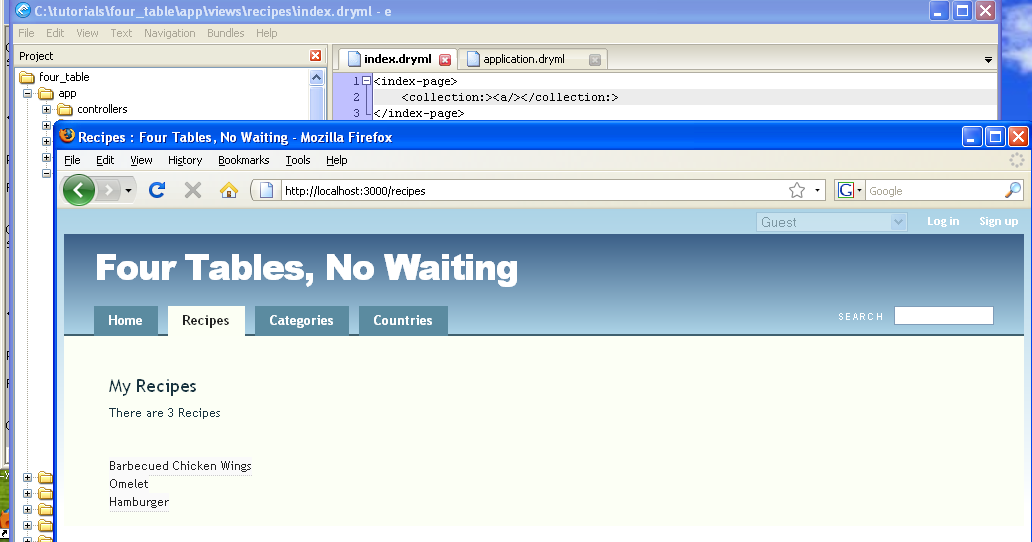 C:\tutorials\four_table\app\views\recipes\index.dryml - e
File Edit View Text Navigation Bundles Help
Project
index.dryml application.dryml
four_table
app
controllers
1 <index-page>
2 <collection:><a/></collection:>
3 </index-page>
Recipes : Four Tables, No Waiting - Mozilla Firefox
File Edit View History Bookmarks Tools Help
http://localhost:3000/recipes
G Google
Guest Log in Sign up
Four Tables, No Waiting
Home Recipes Categories Countries
SEARCH
My Recipes
There are 3 Recipes
Barbecued Chicken Wings
Omelet
Hamburger